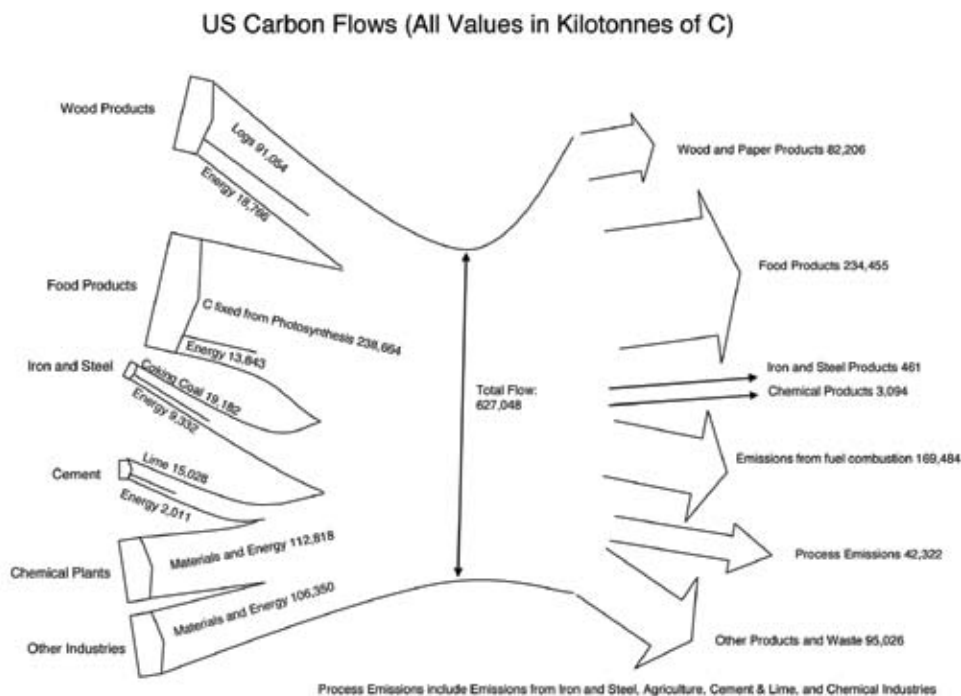 US Carbon Flows (All Values in Kilotonnes of C)
Wood Products
Logs 91,054
Energy 18,766
Food Products
C fixed from Photosynthesis 238,664
Energy 13,843
Iron and Steel
Coking Coal 19,182
Energy 9,332
Cement
Lime 15,028
Energy 2,011
Chemical Plants
Materials and Energy 112,818
Other Industries
Materials and Energy 106,350
Total Flow:
627,048
Wood and Paper Products 82,206
Food Products 234,455
Iron and Steel Products 461
Chemical Products 3,094
Emissions from fuel combustion 169,484
Process Emissions 42,322
Other Products and Waste 95,026
Process Emissions include Emissions from Iron and Steel, Agriculture, Cement & Lime, and Chemical Industries